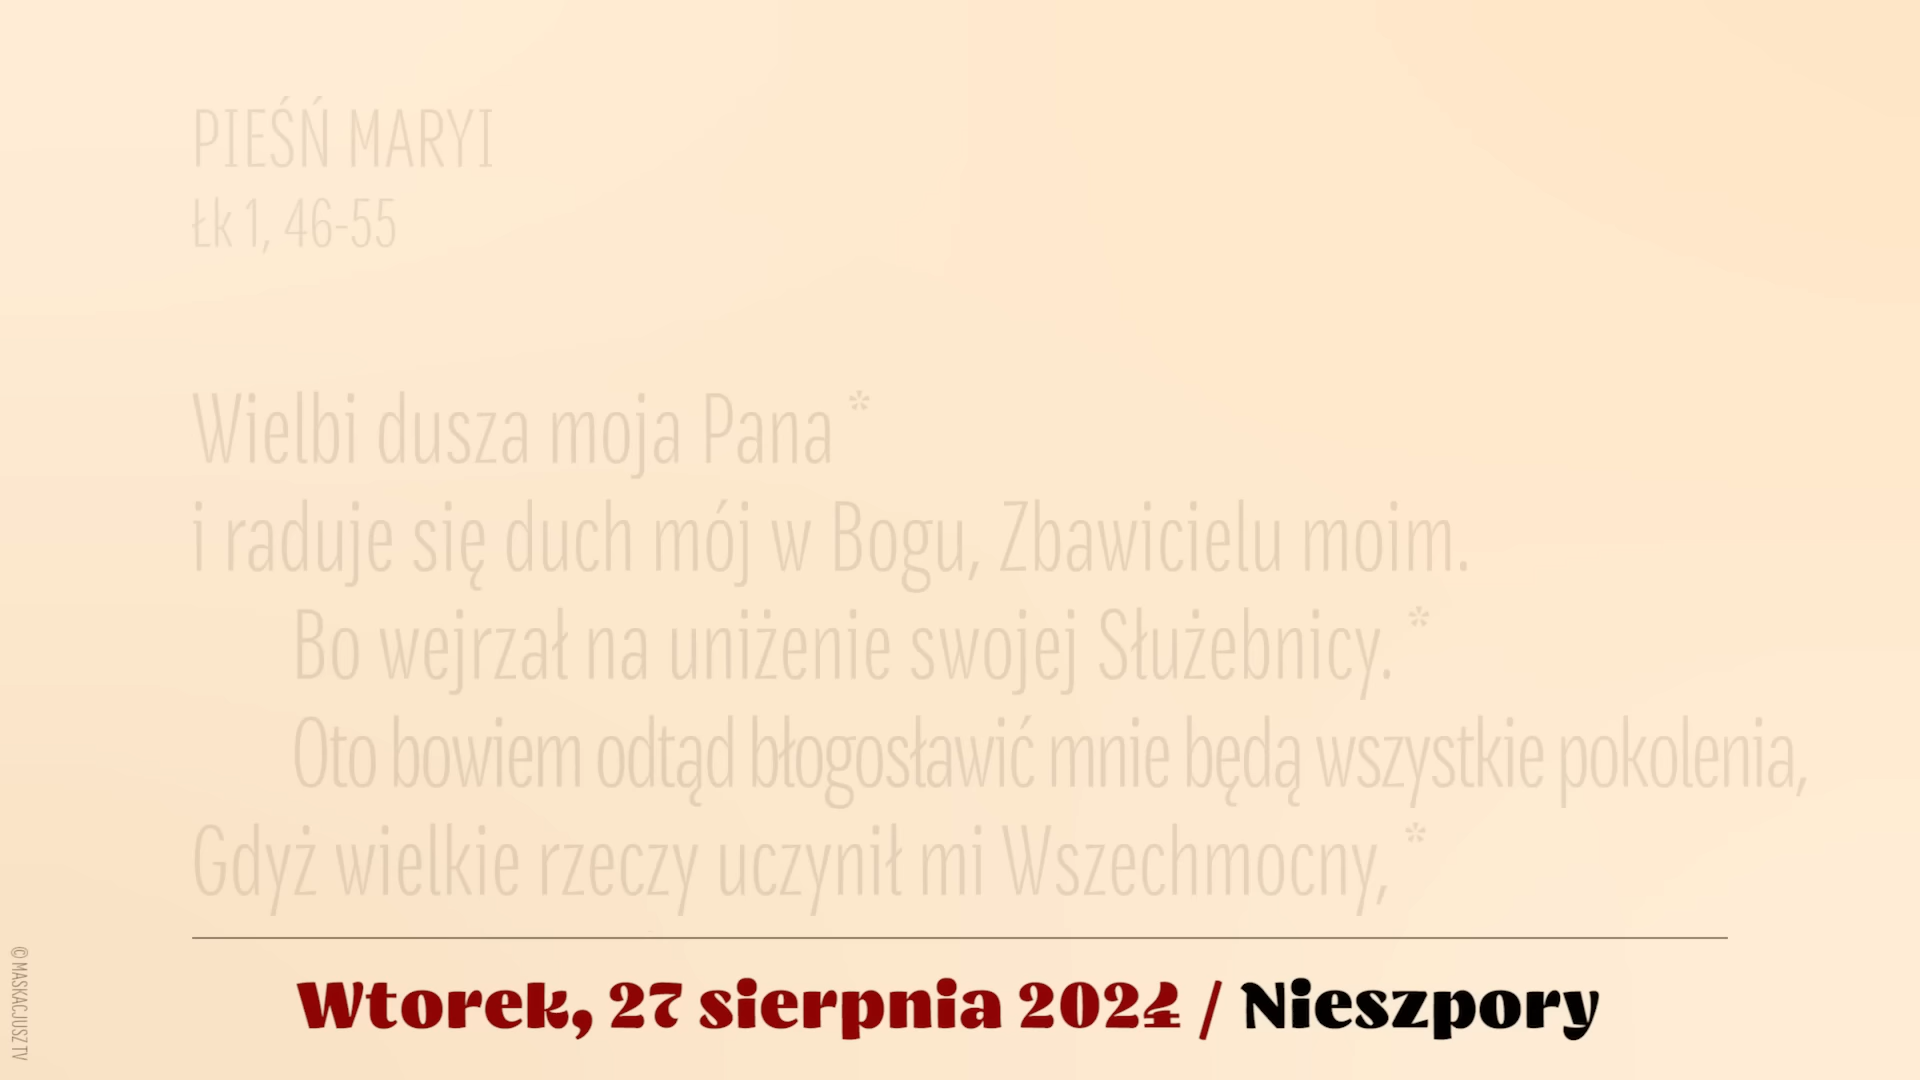 PIEŚŃ MARYI
Łk 1, 46-55
Wielbi dusza moja Pana *
i raduje się duch mój w Bogu, Zbawicielu moim.
Bo wejrzał na uniżenie swojej Służebnicy. *
Oto bowiem odtąd błogosławić mnie będą wszystkie pokolenia,
Gdyż wielkie rzeczy uczynił mi Wszechmocny, *
Wtorek, 27 sierpnia 2024 / Nieszpory
© MASKACJUSZ TV